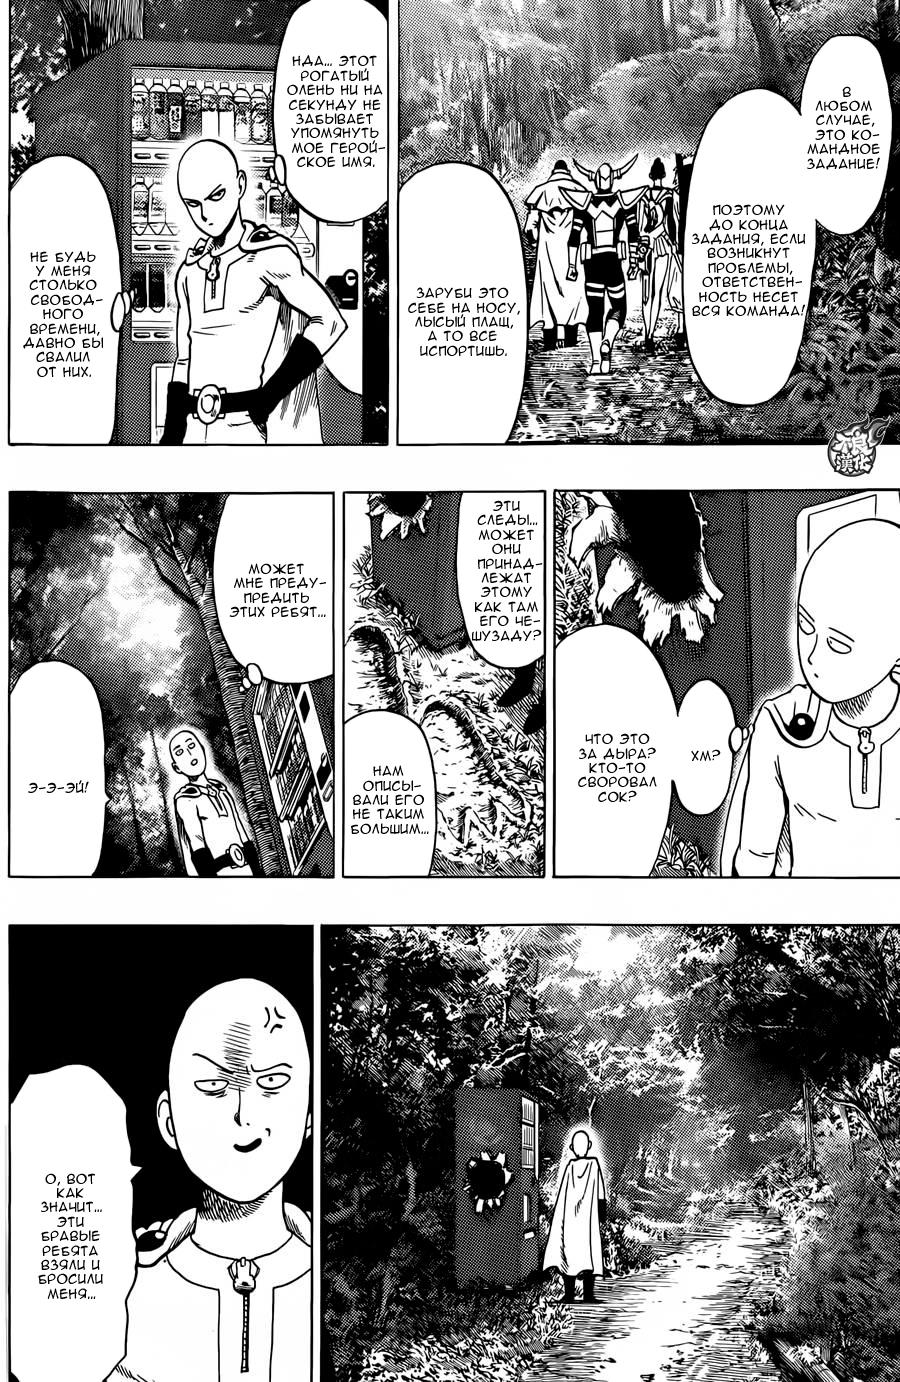 В
ЛЮБОМ
СЛУЧАЕ,
ЭТО КО-
МАНДНОЕ
ЗАДАНИЕ!
ПОЭТОМУ
ДО КОНЦА
ЗАДАНИЯ, ЕСЛИ
ВОЗНИКНУТ
ПРОБЛЕМЫ,
ОТВЕТСТВЕН-
НОСТЬ НЕСЕТ
ВСЯ КОМАНДА!
ЗАРУБИ ЭТО
СЕБЕ НА НОСУ,
ЛЫСЫЙ ПЛАЩ,
А ТО ВСЕ
ИСПОРТИШЬ.
НДА... ЭТОТ
РОГАТЫЙ
ОЛЕНЬ НИ НА
СЕКУНДУ НЕ
ЗАБЫВАЕТ
УПОМЯНУТЬ
МОЕ ГЕРОЙ-
СКОЕ ИМЯ.
НЕ БУДЬ
У МЕНЯ
СТОЛЬКО
СВОБОД-
НОГО
ВРЕМЕНИ,
ДАВНО БЫ
СВАЛИЛ
ОТ НИХ.
ХМ?
ЧТО ЭТО
ЗА ДЫРА?
КТО-ТО
СВОРОВАЛ
СОК?
ЭТИ
СЛЕДЫ...
МОЖЕТ
ОНИ
ПРИНАД-
ЛЕЖАТ
ЭТОМУ
КАК ТАМ
ЕГО ЧЕ-
ШУЗАДУ?
НАМ
ОПИСЫ-
ВАЛИ ЕГО
НЕ ТАКИМ
БОЛЬШИМ...
МОЖЕТ
МНЕ ПРЕДУ-
ПРЕДИТЬ
ЭТИХ РЕБЯТ...
Э-Э-ЭЙ!
О, ВОТ
КАК
ЗНАЧИТ...
ЭТИ
БРАВЫЕ
РЕБЯТА
ВЗЯЛИ И
БРОСИЛИ
МЕНЯ...